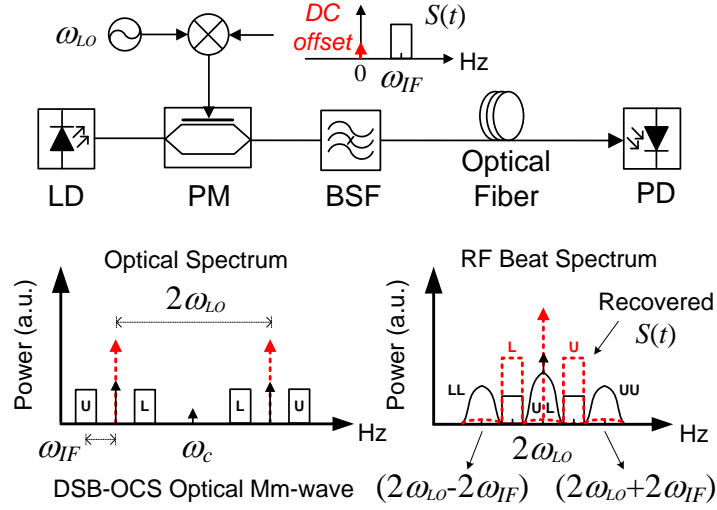 ω_LO
DC
offset
S(t)
0
ω_IF
Hz
LD
PM
BSF
Optical
Fiber
PD
Optical Spectrum
Power (a.u.)
2ω_LO
U
L
L
U
ω_IF
ω_c
Hz
DSB-OCS Optical Mm-wave
RF Beat Spectrum
Power (a.u.)
Recovered
S(t)
L
U
LL
U L
UU
Hz
2ω_LO
(2ω_LO-2ω_IF)
(2ω_LO+2ω_IF)